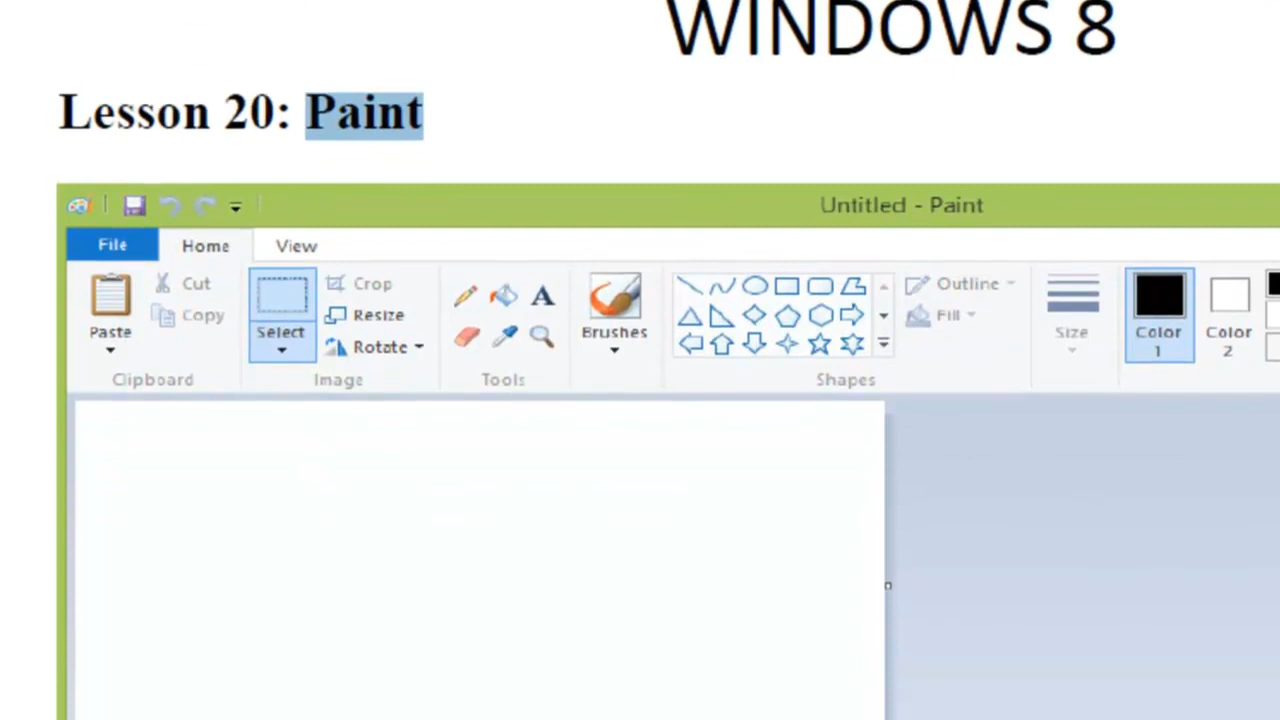 WINDOWS 8
Lesson 20: Paint
Untitled - Paint
File Home View
Paste
Cut
Copy
Clipboard
Select
Crop
Resize
Rotate
Image
A
Tools
Brushes
Shapes
Outline
Fill
Size
Color
1
Color
2